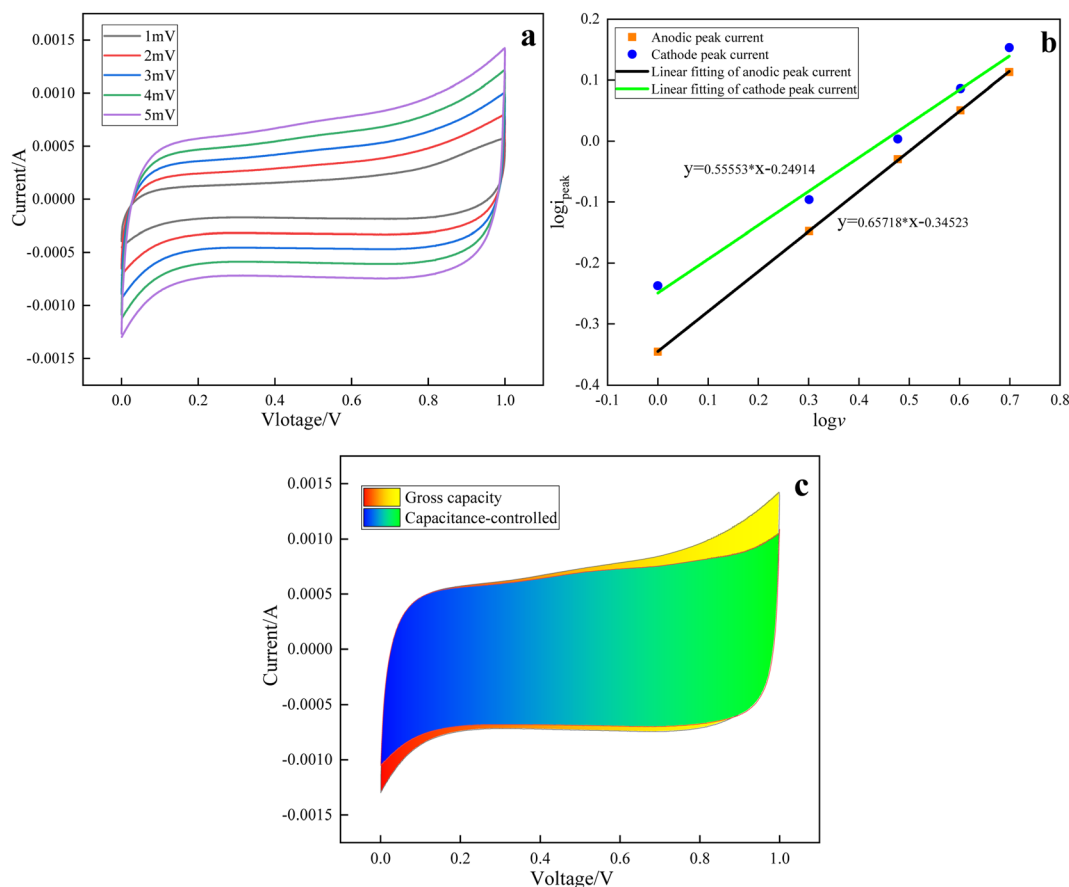 a
1mV
2mV
3mV
4mV
5mV
0.0015
0.0010
0.0005
0.0000
-0.0005
-0.0010
-0.0015
Current/A
0.0 0.2 0.4 0.6 0.8 1.0
Vlotage/V
b
Anodic peak current
Cathode peak current
Linear fitting of anodic peak current
Linear fitting of cathode peak current
0.2
0.1
0.0
-0.1
-0.2
-0.3
-0.4
logi_peak
y=0.55553*x-0.24914
y=0.65718*x-0.34523
-0.1 0.0 0.1 0.2 0.3 0.4 0.5 0.6 0.7 0.8
logv
c
Gross capacity
Capacitance-controlled
0.0015
0.0010
0.0005
0.0000
-0.0005
-0.0010
-0.0015
Current/A
0.0 0.2 0.4 0.6 0.8 1.0
Voltage/V